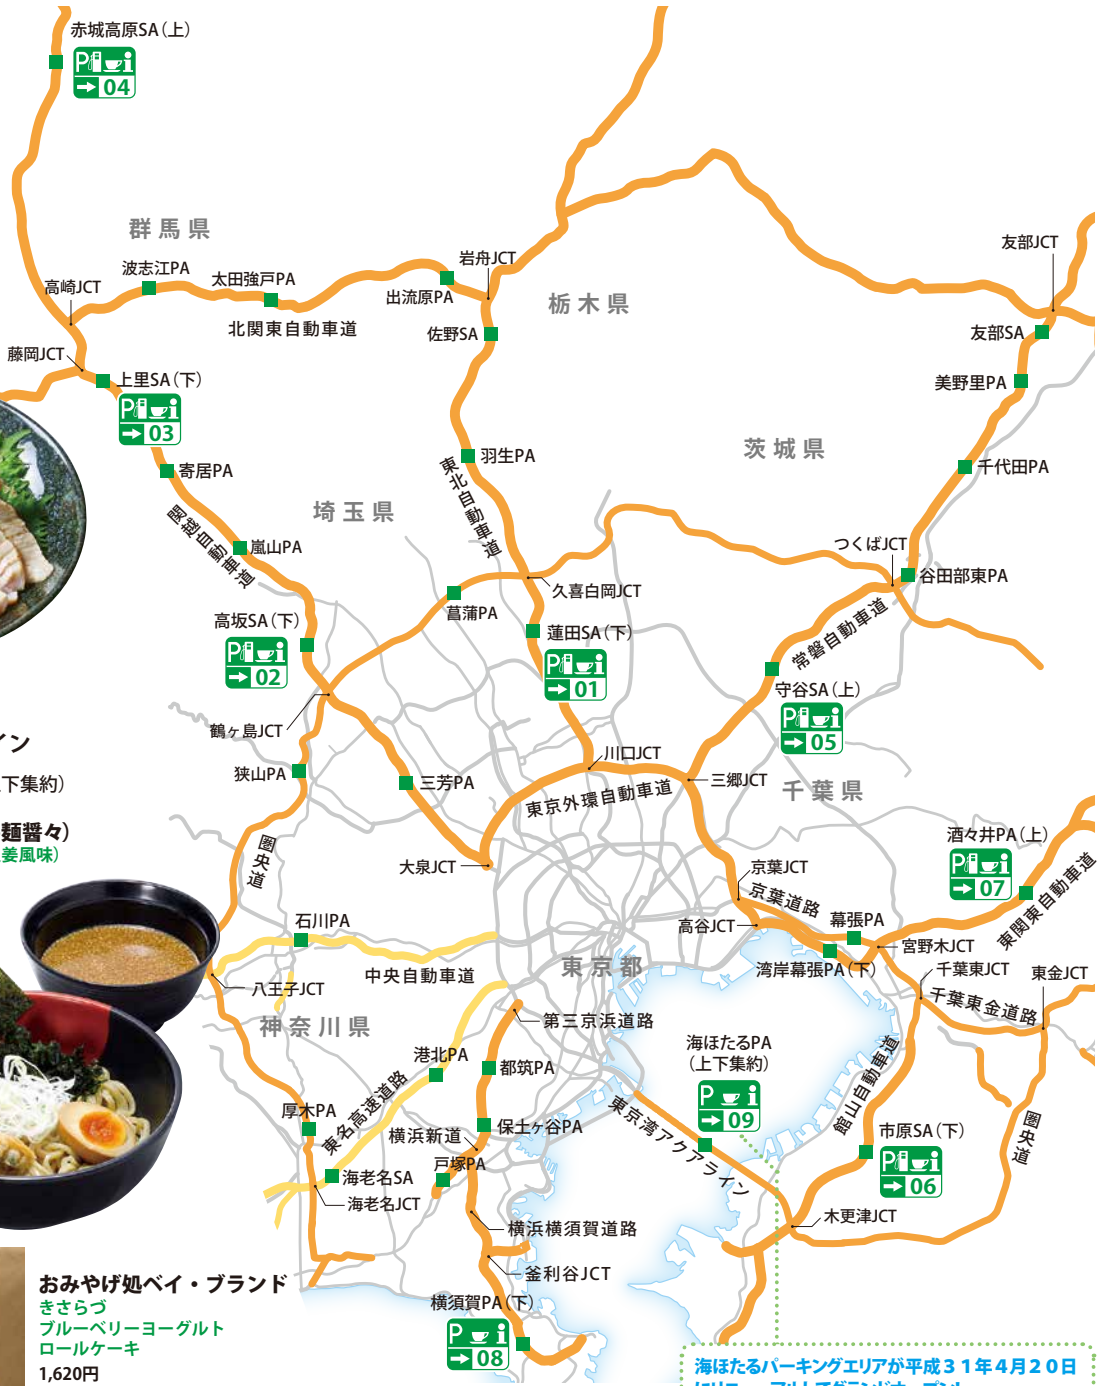 赤城高原SA（上）
P i
→ 04
群馬県
高崎JCT
波志江PA
太田強戸PA
北関東自動車道
出流原PA
岩舟JCT
佐野SA
栃木県
友部JCT
友部SA
美野里PA
千代田PA
茨城県
藤岡JCT
上里SA（下）
P i
→ 03
寄居PA
関越自動車道
嵐山PA
埼玉県
羽生PA
東北自動車道
久喜白岡JCT
菖蒲PA
つくばJCT
谷田部東PA
常磐自動車道
高坂SA（下）
P i
→ 02
蓮田SA（下）
P i
→ 01
守谷SA（上）
P i
→ 05
鶴ヶ島JCT
狭山PA
三芳PA
川口JCT
東京外環自動車道
三郷JCT
千葉県
イン
下集約）
麺醤々）
姜風味）
圏央道
大泉JCT
京葉JCT
京葉道路
高谷JCT
幕張PA
湾岸幕張PA（下）
宮野木JCT
酒々井PA（上）
P i
→ 07
東関東自動車道
千葉東JCT
千葉東金道路
東金JCT
石川PA
中央自動車道
八王子JCT
東京都
神奈川県
第三京浜道路
港北PA
都筑PA
東名高速道路
厚木PA
横浜新道
保土ヶ谷PA
戸塚PA
海老名SA
海老名JCT
横浜横須賀道路
釜利谷JCT
横須賀PA（下）
P i
→ 08
海ほたるPA
（上下集約）
P i
→ 09
東京湾アクアライン
館山自動車道
市原SA（下）
P i
→ 06
圏央道
木更津JCT
おみやげ処ベイ・ブランド
きさらづ
ブルーベリーヨーグルト
ロールケーキ
1,620円
海ほたるパーキングエリアが平成３１年４月２０日